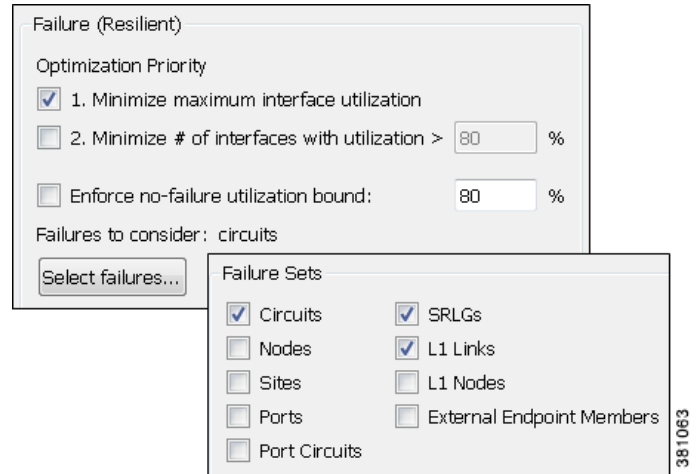 Failure (Resilient)
Optimization Priority
1. Minimize maximum interface utilization
2. Minimize # of interfaces with utilization > 80 %
Enforce no-failure utilization bound: 80 %
Failures to consider: circuits
Select failures...
Failure Sets
Circuits SRLGs
Nodes L1 Links
Sites L1 Nodes
Ports External Endpoint Members
Port Circuits
381063